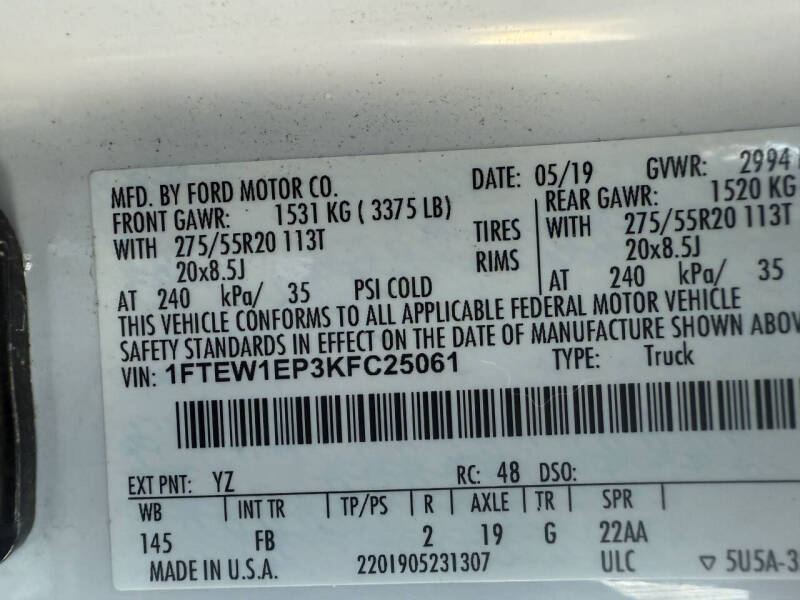 MFD. BY FORD MOTOR CO. DATE: 05/19 GVWR: 2994
FRONT GAWR: 1531 KG ( 3375 LB) REAR GAWR: 1520 KG
WITH 275/55R20 113T TIRES WITH 275/55R20 113T
20x8.5J RIMS 20x8.5J
AT 240 kPa/ 35 PSI COLD AT 240 kPa/ 35
THIS VEHICLE CONFORMS TO ALL APPLICABLE FEDERAL MOTOR VEHICLE
SAFETY STANDARDS IN EFFECT ON THE DATE OF MANUFACTURE SHOWN ABOV
VIN: 1FTEW1EP3KFC25061 TYPE: Truck
EXT PNT: YZ RC: 48 DSO:
WB INT TR TP/PS R AXLE TR SPR
145 FB 2 19 G 22AA
MADE IN U.S.A. 2201905231307 ULC ▽ 5U5A-3